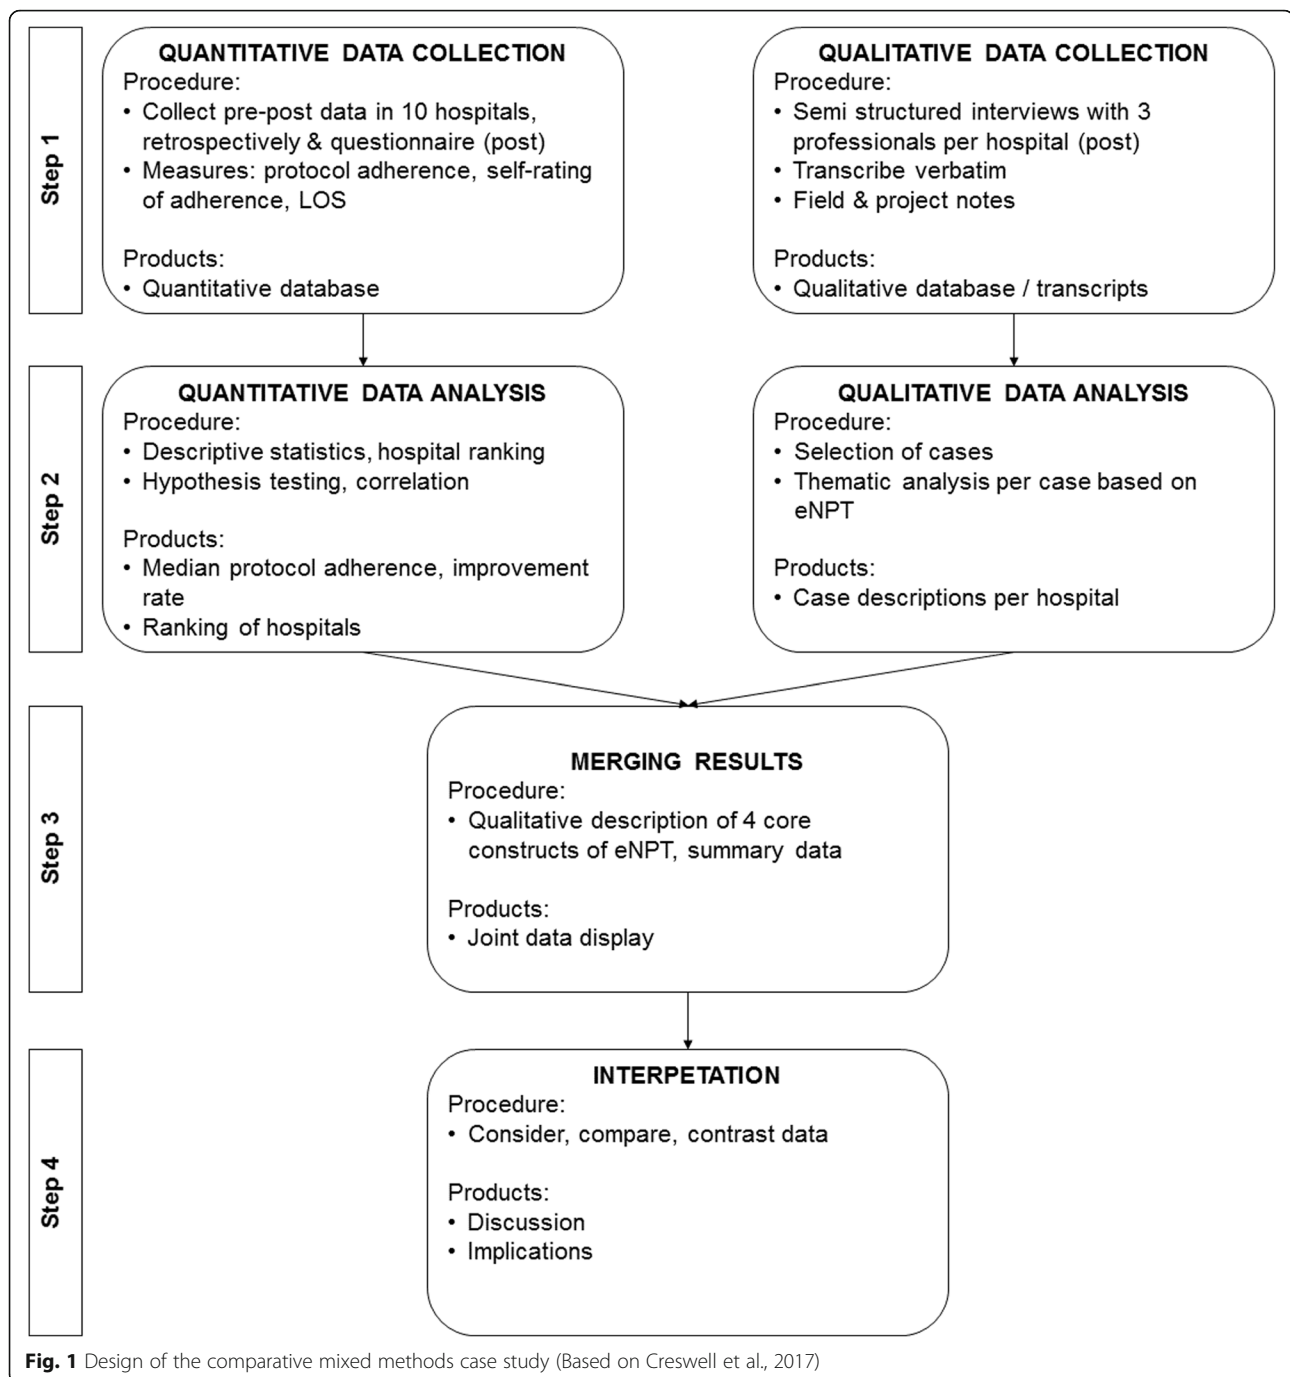 Step 1
QUANTITATIVE DATA COLLECTION
Procedure:
• Collect pre-post data in 10 hospitals,
retrospectively & questionnaire (post)
• Measures: protocol adherence, self-rating
of adherence, LOS
Products:
• Quantitative database
QUALITATIVE DATA COLLECTION
Procedure:
• Semi structured interviews with 3
professionals per hospital (post)
• Transcribe verbatim
• Field & project notes
Products:
• Qualitative database / transcripts
Step 2
QUANTITATIVE DATA ANALYSIS
Procedure:
• Descriptive statistics, hospital ranking
• Hypothesis testing, correlation
Products:
• Median protocol adherence, improvement
rate
• Ranking of hospitals
QUALITATIVE DATA ANALYSIS
Procedure:
• Selection of cases
• Thematic analysis per case based on
eNPT
Products:
• Case descriptions per hospital
Step 3
MERGING RESULTS
Procedure:
• Qualitative description of 4 core
constructs of eNPT, summary data
Products:
• Joint data display
Step 4
INTERPETATION
Procedure:
• Consider, compare, contrast data
Products:
• Discussion
• Implications
Fig. 1 Design of the comparative mixed methods case study (Based on Creswell et al., 2017)